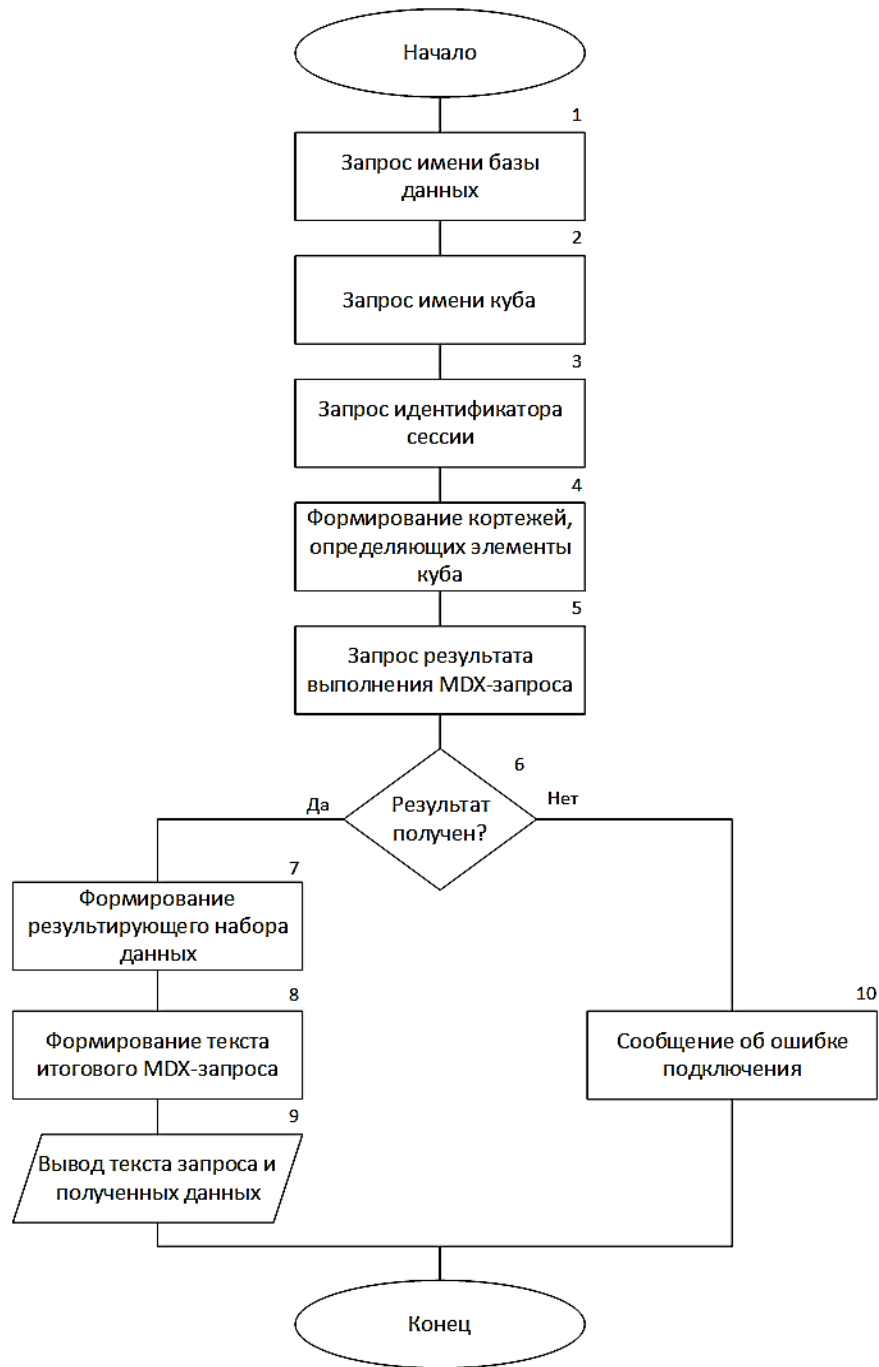 Начало
1
Запрос имени базы
данных
2
Запрос имени куба
3
Запрос идентификатора
сессии
4
Формирование кортежей,
определяющих элементы
куба
5
Запрос результата
выполнения MDX-запроса
6
Результат
получен?
Да
Нет
7
Формирование
результирующего набора
данных
8
Формирование текста
итогового MDX-запроса
9
Вывод текста запроса и
полученных данных
10
Сообщение об ошибке
подключения
Конец